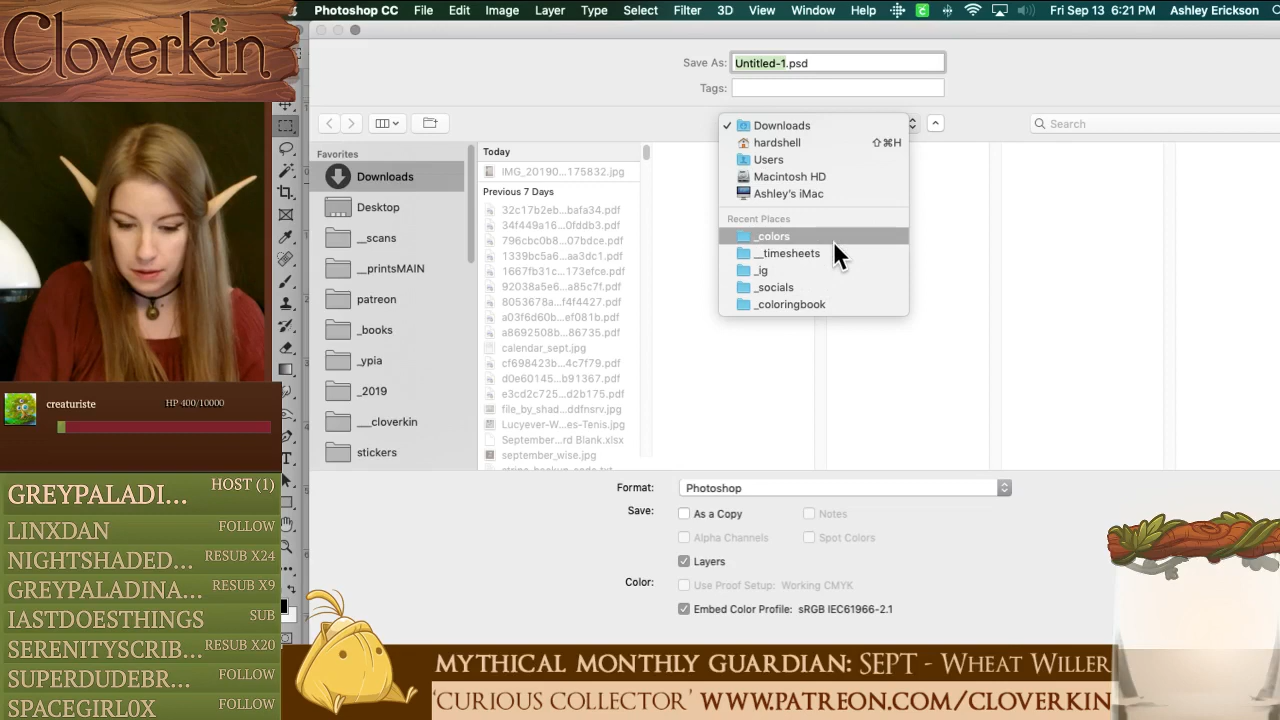 Cloverkin
Photoshop CC File Edit Image Layer Type Select Filter 3D View Window Help Fri Sep 13 6:21 PM Ashley Erickson
Save As: Untitled-1.psd
Tags:
Search
Downloads
hardshell ⇧⌘H
Users
Macintosh HD
Ashley's iMac
Recent Places
_colors
__timesheets
_ig
_socials
_coloringbook
Favorites
Downloads
Desktop
__scans
__printsMAIN
patreon
_books
_ypia
_2019
__cloverkin
stickers
Today
IMG_20190...175832.jpg
Previous 7 Days
32c17b2eb...bafa34.pdf
34f449a16...0fddb3.pdf
796cbc0b8...07bdce.pdf
1339bc5a6...aa3dc1.pdf
1667fb31c...173_efce.pdf
92038a5e6...a85c7f.pdf
8053678a...f4f4427.pdf
a03f6d60b...ef081b.pdf
a8692508b...86735.pdf
calendar_sept.jpg
cf698423b...4c7f79.pdf
d0e60145...b91367.pdf
e3cd2c725...d2b175.pdf
file_by_shad...ddfnsrv.jpg
Lucyever-W...es-Tenis.jpg
September...rd Blank.xlsx
september_wise.jpg
Format: Photoshop
Save: As a Copy Notes
Alpha Channels Spot Colors
Layers
Color: Use Proof Setup: Working CMYK
Embed Color Profile: sRGB IEC61966-2.1
creaturiste HP 400/10000
GREYPALADI... HOST (1)
LINXDAN FOLLOW
NIGHTSHADED... RESUB X24
GREYPALADINA... RESUB X9
IASTDOESTHINGS SUB
SERENITYSCRIB... RESUB X20
SUPERDUDEBR... FOLLOW
SPACEGIRL0X FOLLOW
MYTHICAL MONTHLY GUARDIAN: SEPT - WHEAT WILLER
'CURIOUS COLLECTOR' WWW.PATREON.COM/CLOVERKIN